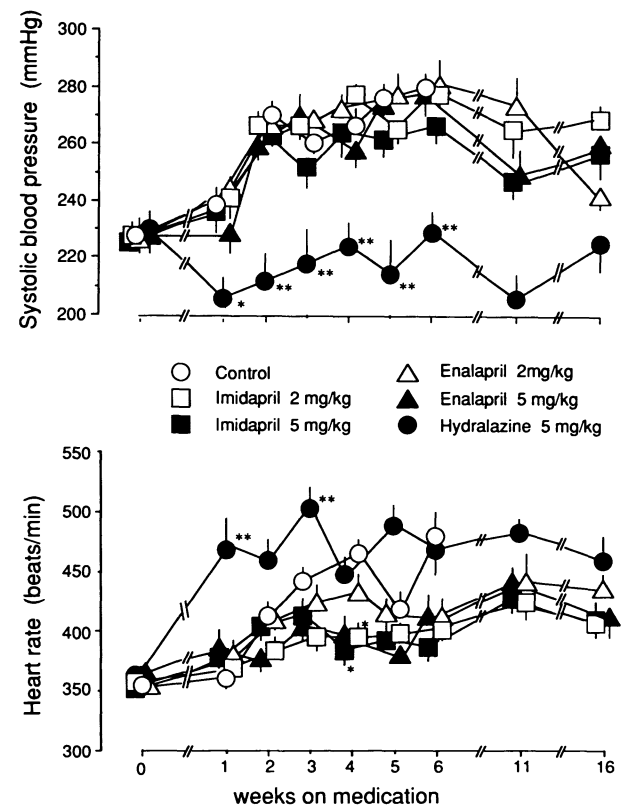 Systolic blood pressure (mmHg)
300
280
260
240
220
200
*
**
**
**
**
**
Control
Imidapril 2 mg/kg
Imidapril 5 mg/kg
Enalapril 2mg/kg
Enalapril 5 mg/kg
Hydralazine 5 mg/kg
Heart rate (beats/min)
550
500
450
400
350
300
**
**
*
*
0 1 2 3 4 5 6 11 16
weeks on medication